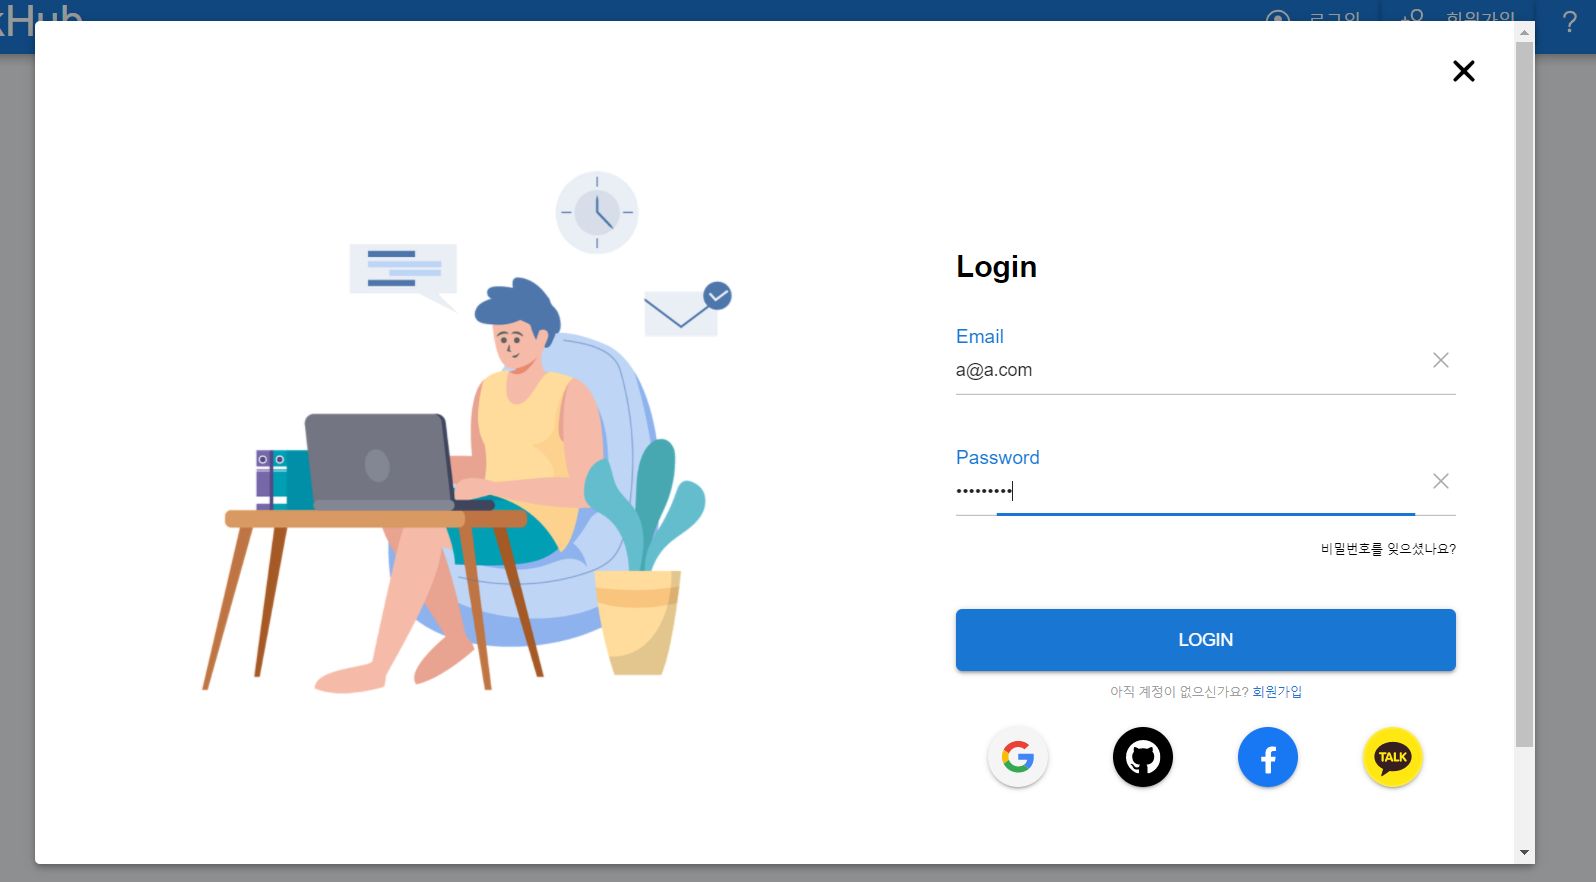 로그인
회원가입
?
Login
Email
a@a.com
Password
•••••••••
비밀번호를 잊으셨나요?
LOGIN
아직 계정이 없으신가요? 회원가입
TALK